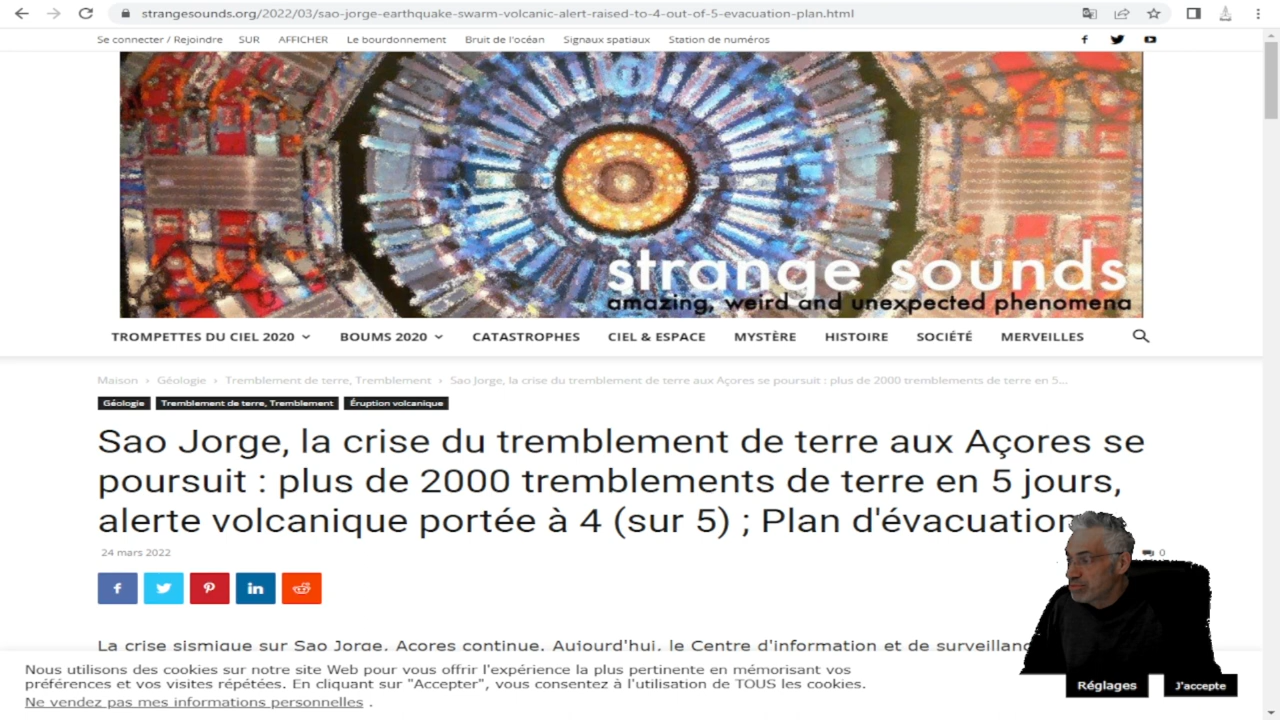 strangesounds.org/2022/03/sao-jorge-earthquake-swarm-volcanic-alert-raised-to-4-out-of-5-evacuation-plan.html
Se connecter / Rejoindre SUR AFFICHER Le bourdonnement Bruit de l'océan Signaux spatiaux Station de numéros
strange sounds
amazing, weird and unexpected phenomena
TROMPETTES DU CIEL 2020 BOUMS 2020 CATASTROPHES CIEL & ESPACE MYSTÈRE HISTOIRE SOCIÉTÉ MERVEILLES
Maison › Géologie › Tremblement de terre, Tremblement › Sao Jorge, la crise du tremblement de terre aux Açores se poursuit : plus de 2000 tremblements de terre en 5...
Géologie Tremblement de terre, Tremblement Éruption volcanique
Sao Jorge, la crise du tremblement de terre aux Açores se
poursuit : plus de 2000 tremblements de terre en 5 jours,
alerte volcanique portée à 4 (sur 5) ; Plan d'évacuation
24 mars 2022 0
La crise sismique sur Sao Jorge, Açores continue. Aujourd'hui, le Centre d'information et de
Nous utilisons des cookies sur notre site Web pour vous offrir l'expérience la plus pertinente en mémorisant vos
préférences et vos visites répétées. En cliquant sur "Accepter", vous consentez à l'utilisation de TOUS les cookies.
Ne vendez pas mes informations personnelles .
Réglages J'accepte